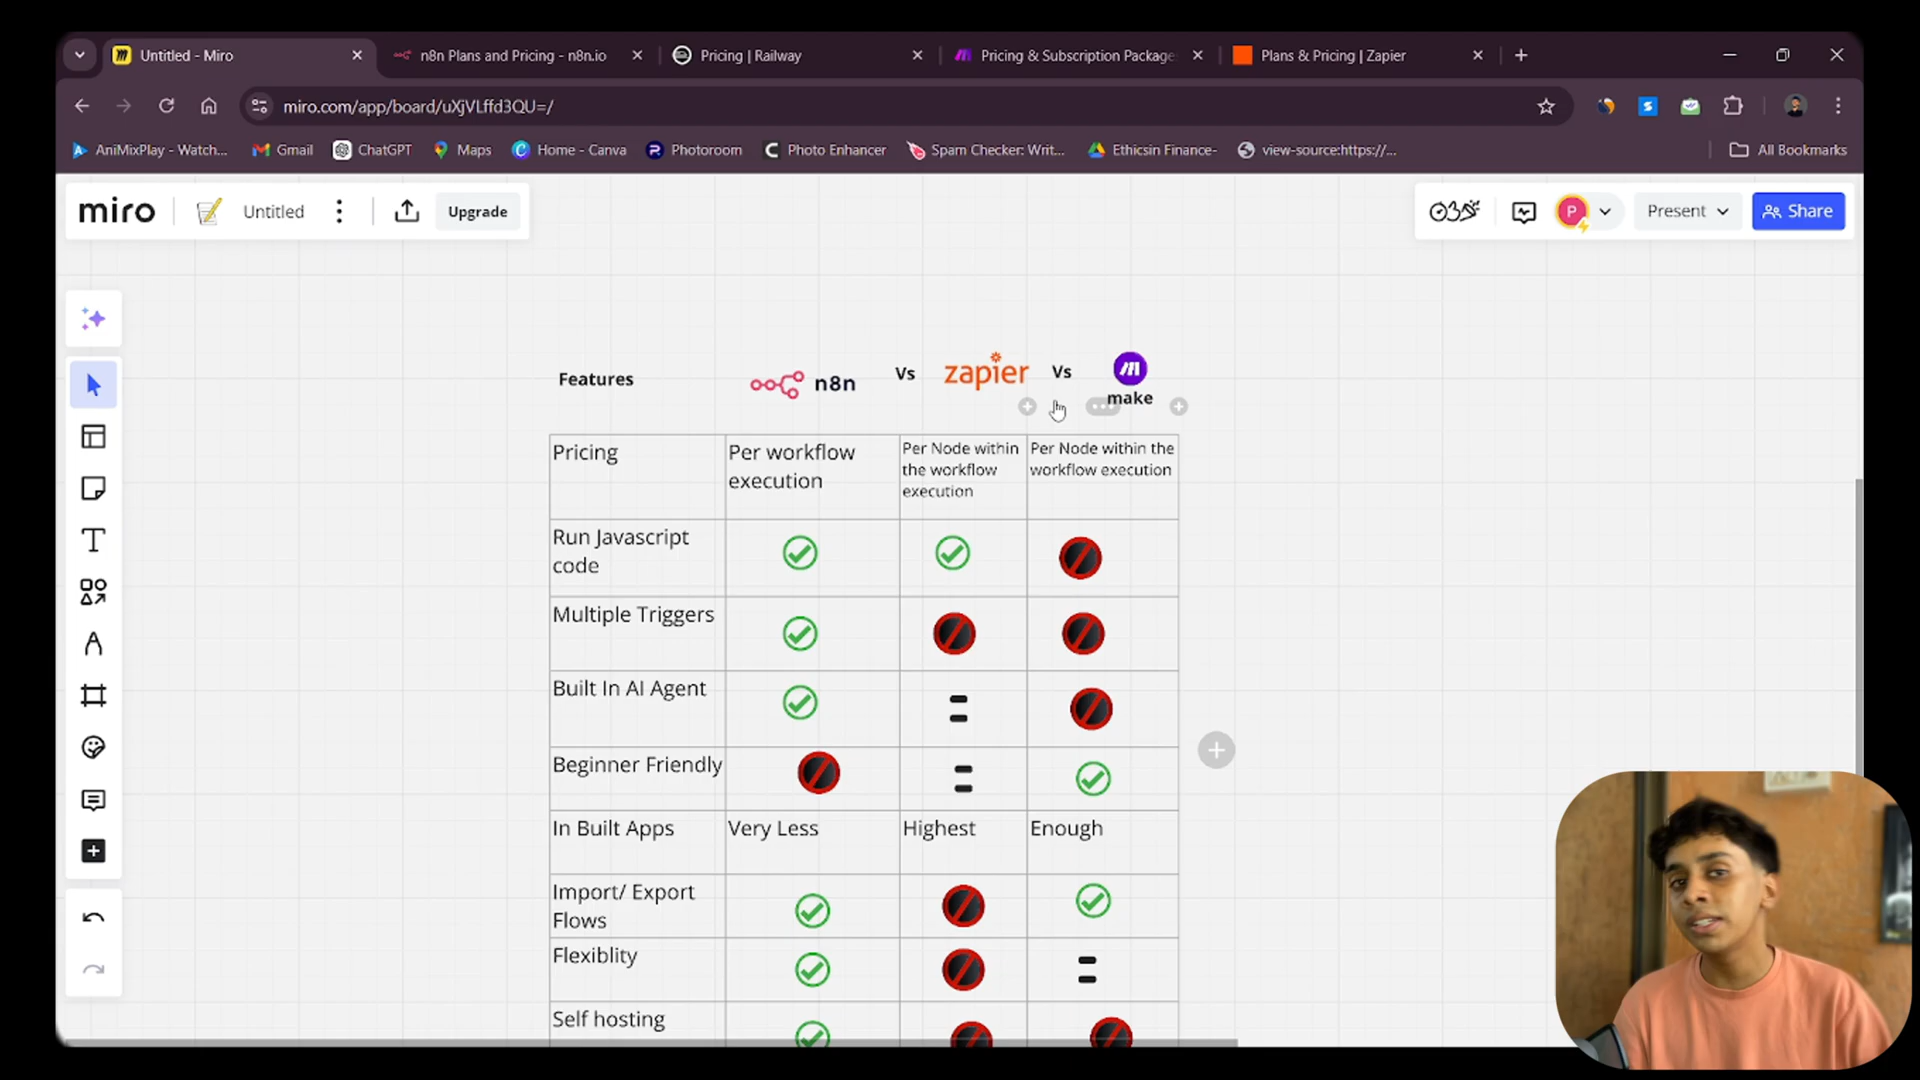 Untitled - Miro
n8n Plans and Pricing - n8n.io
Pricing | Railway
Pricing & Subscription Package
Plans & Pricing | Zapier
miro.com/app/board/uXjVLffd3QU=/
AniMixPlay - Watch...
Gmail
ChatGPT
Maps
Home - Canva
Photoroom
Photo Enhancer
Spam Checker: Writ...
Ethicsin Finance-
view-source:https://...
All Bookmarks
miro
Untitled
Upgrade
P
Present
Share
Features
n8n
Vs
zapier
Vs
make
Pricing
Per workflow
execution
Per Node within
the workflow
execution
Per Node within the
workflow execution
Run Javascript
code
Multiple Triggers
Built In AI Agent
Beginner Friendly
In Built Apps
Very Less
Highest
Enough
Import/ Export
Flows
Flexiblity
Self hosting